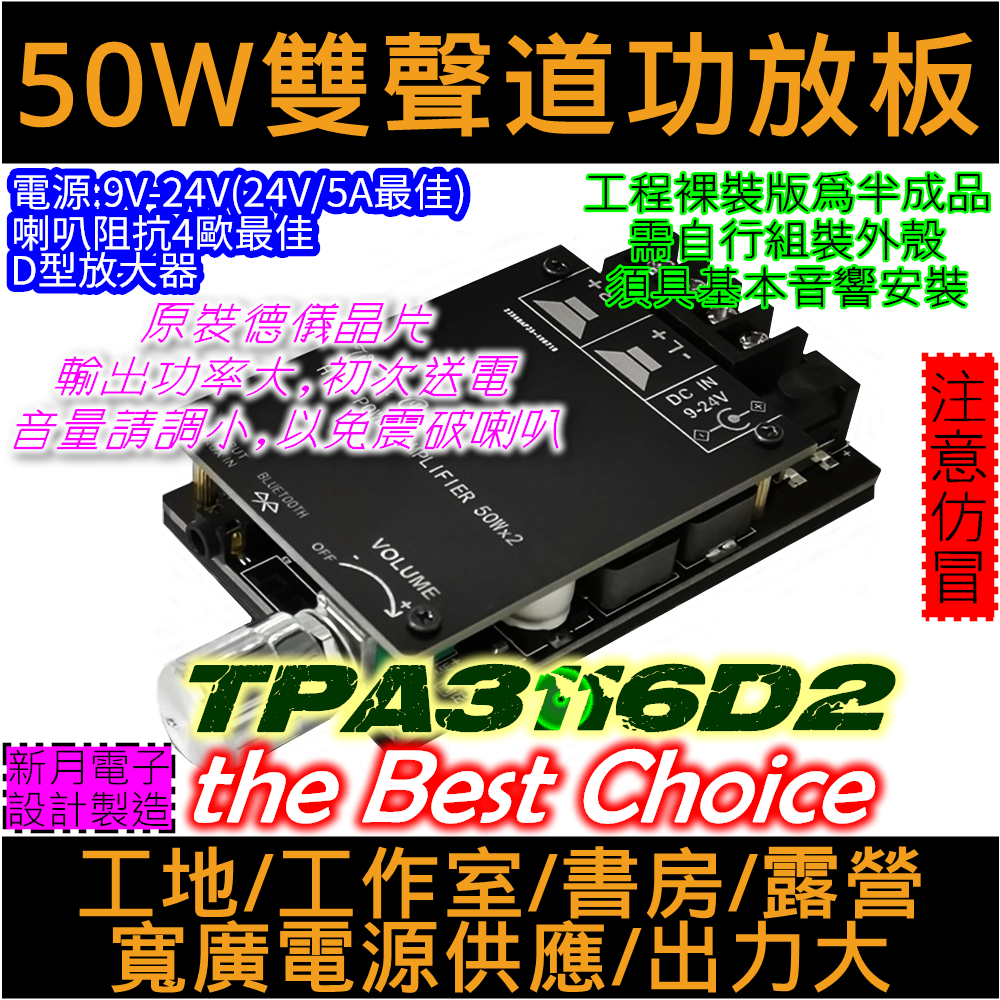 50W雙聲道功放板
電源:9V-24V(24V/5A最佳)
喇叭阻抗4歐最佳
D型放大器
工程裸裝版爲半成品
需自行組裝外殼
須具基本音響安裝
原裝德儀晶片
輸出功率大,初次送電
音量請調小,以免震破喇叭
注意仿冒
+L-
DC IN
9-24V
BLUETOOTH
PLIFIER 50Wx2
OFF
- VOLUME +
TPA3116D2
the Best Choice
新月電子
設計製造
工地/工作室/書房/露營
寬廣電源供應/出力大